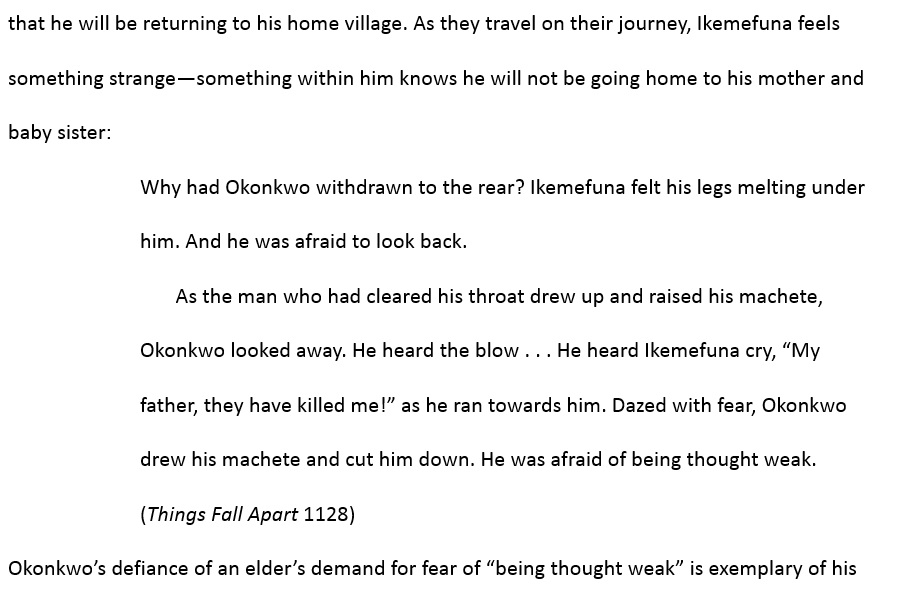 that he will be returning to his home village. As they travel on their journey, Ikemefuna feels
something strange—something within him knows he will not be going home to his mother and
baby sister:
Why had Okonkwo withdrawn to the rear? Ikemefuna felt his legs melting under
him. And he was afraid to look back.
As the man who had cleared his throat drew up and raised his machete,
Okonkwo looked away. He heard the blow . . . He heard Ikemefuna cry, “My
father, they have killed me!” as he ran towards him. Dazed with fear, Okonkwo
drew his machete and cut him down. He was afraid of being thought weak.
(Things Fall Apart 1128)
Okonkwo’s defiance of an elder’s demand for fear of “being thought weak” is exemplary of his